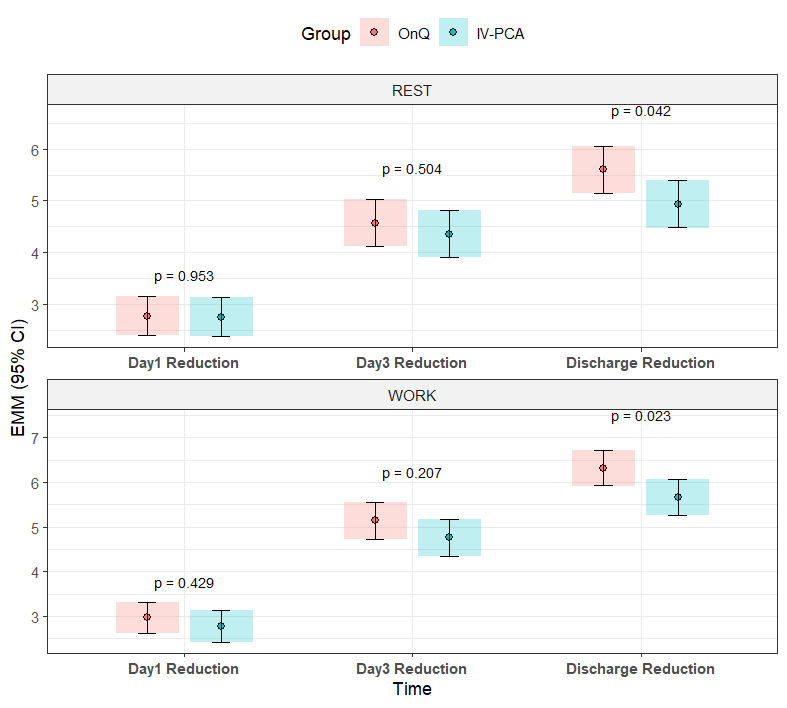 Group OnQ IV-PCA
REST
p = 0.042
6
p = 0.504
5
4
p = 0.953
3
Day1 Reduction Day3 Reduction Discharge Reduction
EMM (95% CI)
WORK
p = 0.023
7
p = 0.207
6
5
4
p = 0.429
3
Day1 Reduction Day3 Reduction Discharge Reduction
Time